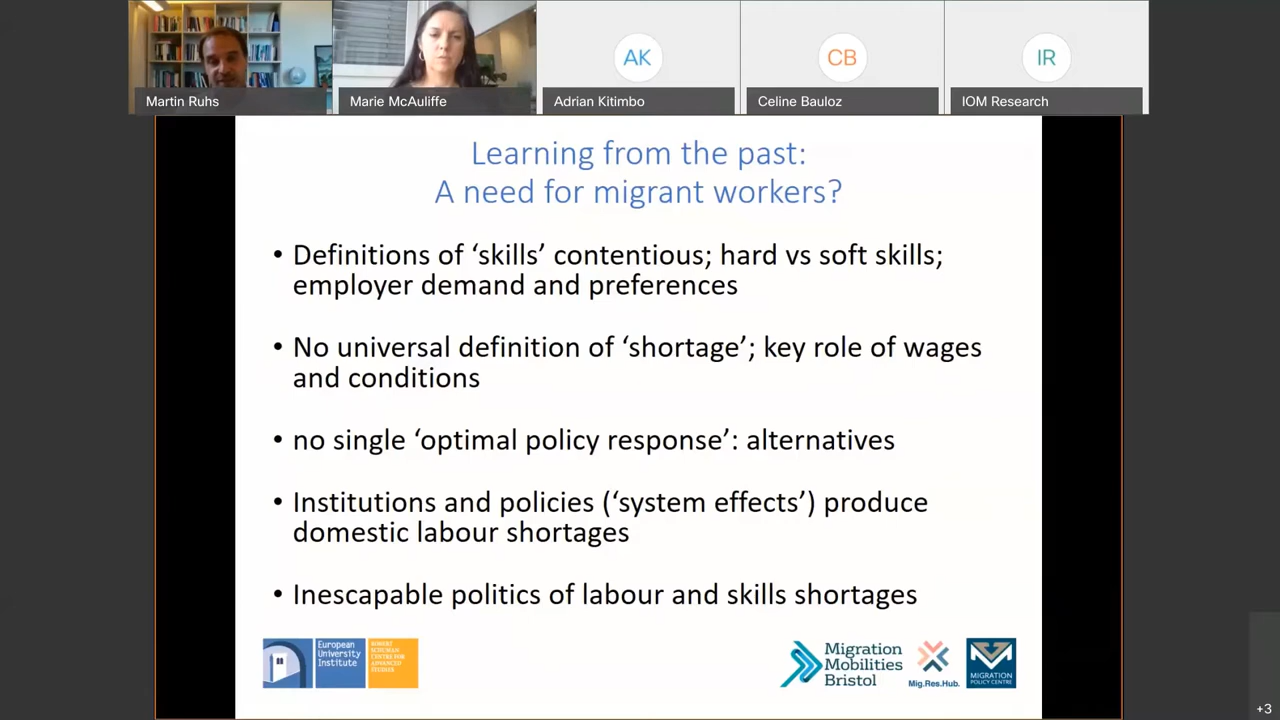 AK
CB
IR
Martin Ruhs
Marie McAuliffe
Adrian Kitimbo
Celine Bauloz
IOM Research
Learning from the past:
A need for migrant workers?
• Definitions of ‘skills’ contentious; hard vs soft skills;
employer demand and preferences
• No universal definition of ‘shortage’; key role of wages
and conditions
• no single ‘optimal policy response’: alternatives
• Institutions and policies (‘system effects’) produce
domestic labour shortages
• Inescapable politics of labour and skills shortages
European
University
Institute
ROBERT
SCHUMAN
CENTRE FOR
ADVANCED
STUDIES
Migration
Mobilities
Bristol
Mig.Res.Hub.
MIGRATION
POLICY CENTRE
+3